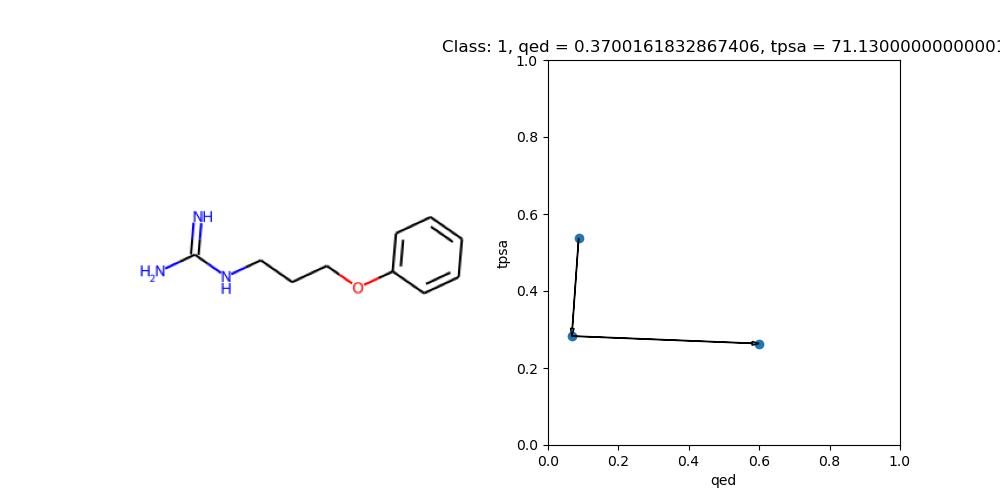 Class: 1, qed = 0.3700161832867406, tpsa = 71.13000000000001
NH
H2N
N
H
O
1.0
0.8
0.6
0.4
0.2
0.0
tpsa
0.0 0.2 0.4 0.6 0.8 1.0
qed